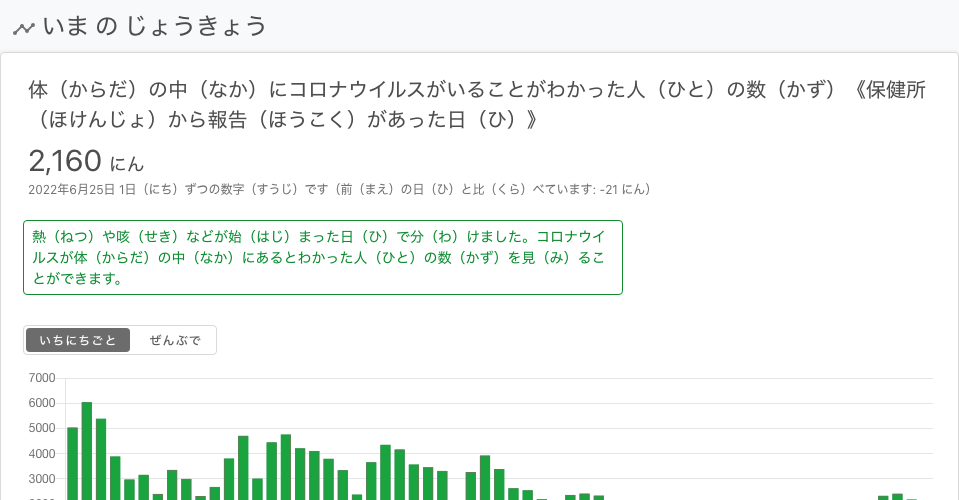 いま の じょうきょう
体（からだ）の中（なか）にコロナウイルスがいることがわかった人（ひと）の数（かず）《保健所
（ほけんじょ）から報告（ほうこく）があった日（ひ）》
2,160 にん
2022年6月25日 1日（にち）ずつの数字（すうじ）です（前（まえ）の日（ひ）と比（くら）べています: -21 にん）
熱（ねつ）や咳（せき）などが始（はじ）まった日（ひ）で分（わ）けました。コロナウイ
ルスが体（からだ）の中（なか）にあるとわかった人（ひと）の数（かず）を見（み）るこ
とができます。
いちにちごと ぜんぶで
7000
6000
5000
4000
3000